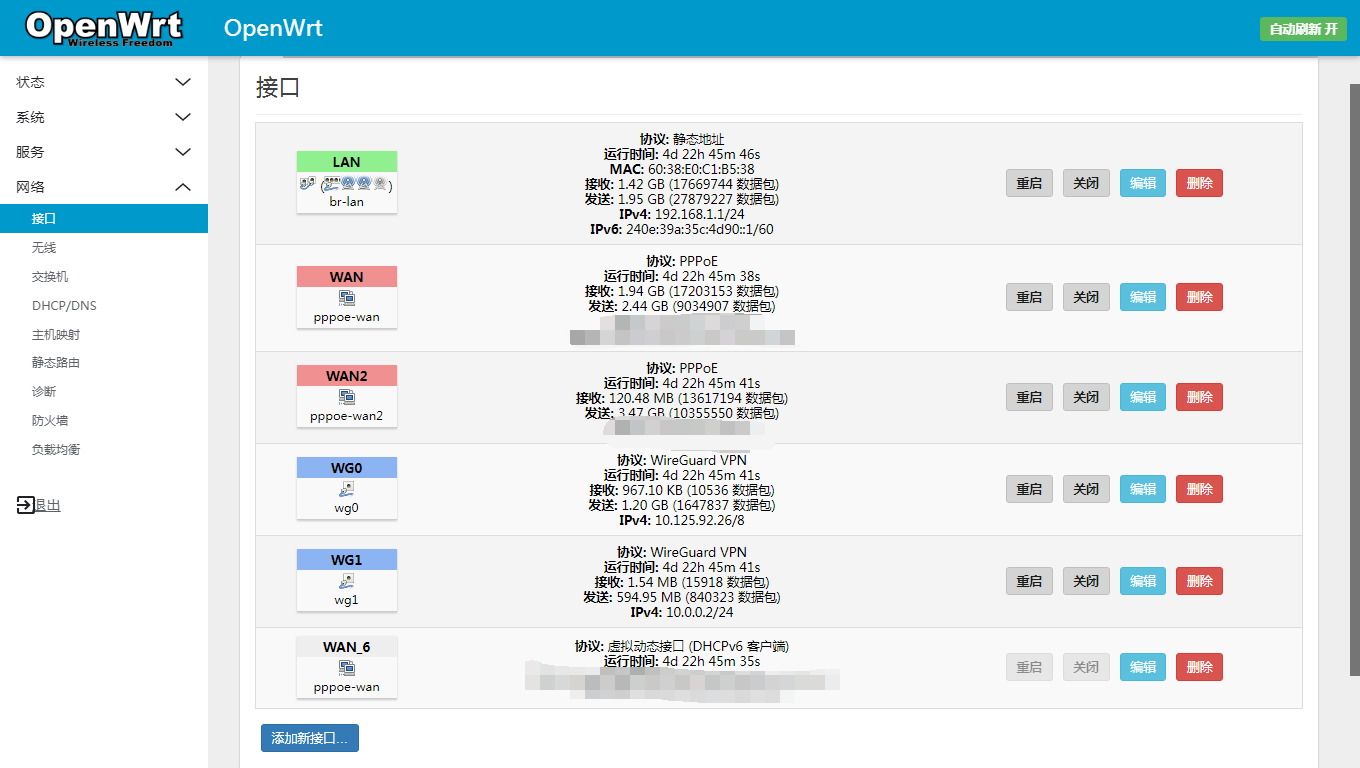 OpenWrt
Wireless Freedom
OpenWrt
自动刷新 开
状态
系统
服务
网络
接口
无线
交换机
DHCP/DNS
主机映射
静态路由
诊断
防火墙
负载均衡
退出
接口
LAN
br-lan
协议: 静态地址
运行时间: 4d 22h 45m 46s
MAC: 60:38:E0:C1:B5:38
接收: 1.42 GB (17669744 数据包)
发送: 1.95 GB (27879227 数据包)
IPv4: 192.168.1.1/24
IPv6: 240e:39a:35c:4d90::1/60
重启 关闭 编辑 删除
WAN
pppoe-wan
协议: PPPoE
运行时间: 4d 22h 45m 38s
接收: 1.94 GB (17203153 数据包)
发送: 2.44 GB (9034907 数据包)
重启 关闭 编辑 删除
WAN2
pppoe-wan2
协议: PPPoE
运行时间: 4d 22h 45m 41s
接收: 120.48 MB (13617194 数据包)
发送: 3.47 GB (10355550 数据包)
重启 关闭 编辑 删除
WG0
wg0
协议: WireGuard VPN
运行时间: 4d 22h 45m 41s
接收: 967.10 KB (10536 数据包)
发送: 1.20 GB (1647837 数据包)
IPv4: 10.125.92.26/8
重启 关闭 编辑 删除
WG1
wg1
协议: WireGuard VPN
运行时间: 4d 22h 45m 41s
接收: 1.54 MB (15918 数据包)
发送: 594.95 MB (840323 数据包)
IPv4: 10.0.0.2/24
重启 关闭 编辑 删除
WAN_6
pppoe-wan
协议: 虚拟动态接口 (DHCPv6 客户端)
运行时间: 4d 22h 45m 35s
重启 关闭 编辑 删除
添加新接口...